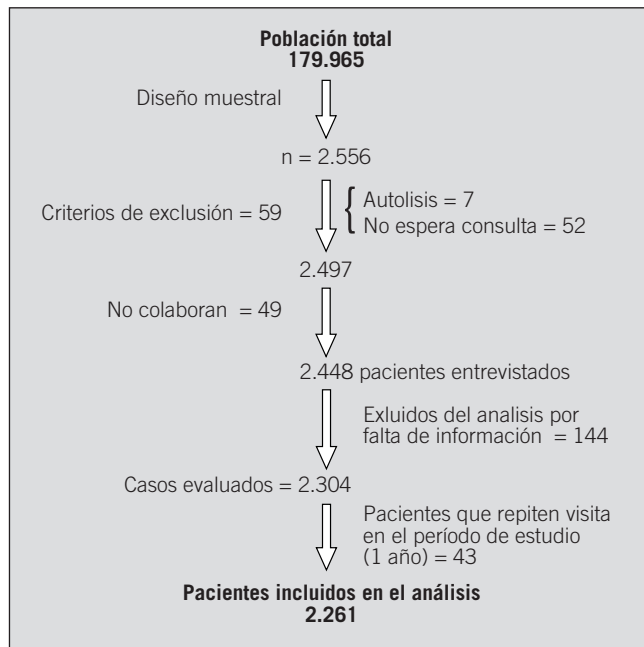 Población total
179.965
Diseño muestral
n = 2.556
Criterios de exclusión = 59
Autolisis = 7
No espera consulta = 52
2.497
No colaboran = 49
2.448 pacientes entrevistados
Exluidos del analisis por
falta de información = 144
Casos evaluados = 2.304
Pacientes que repiten visita
en el período de estudio
(1 año) = 43
Pacientes incluidos en el análisis
2.261